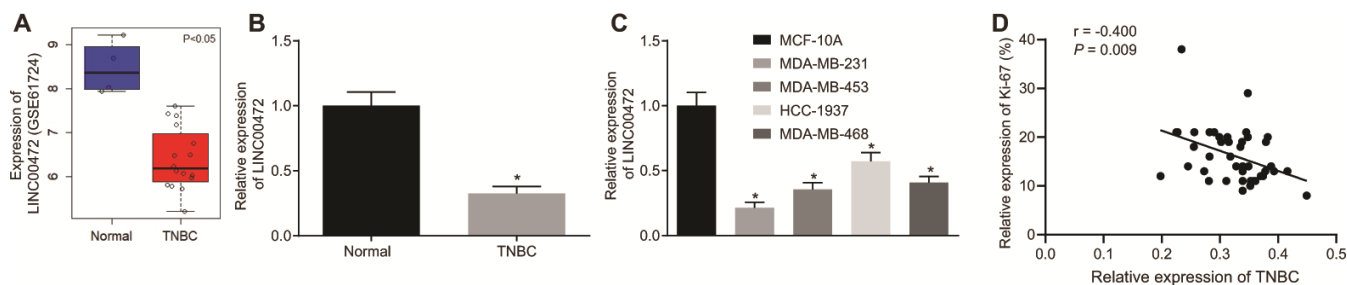 A
Expression of
LINC00472 (GSE61724)
9
8
7
6
P<0.05
Normal TNBC
B
Relative expression
of LINC00472
1.5
1.0
0.5
0.0
*
Normal TNBC
C
Relative expression
of LINC00472
1.5
1.0
0.5
0.0
MCF-10A
MDA-MB-231
MDA-MB-453
HCC-1937
MDA-MB-468
* * * *
D
Relative expression of Ki-67 (%)
r = -0.400
P = 0.009
40
30
20
10
0
0.0 0.1 0.2 0.3 0.4 0.5
Relative expression of TNBC